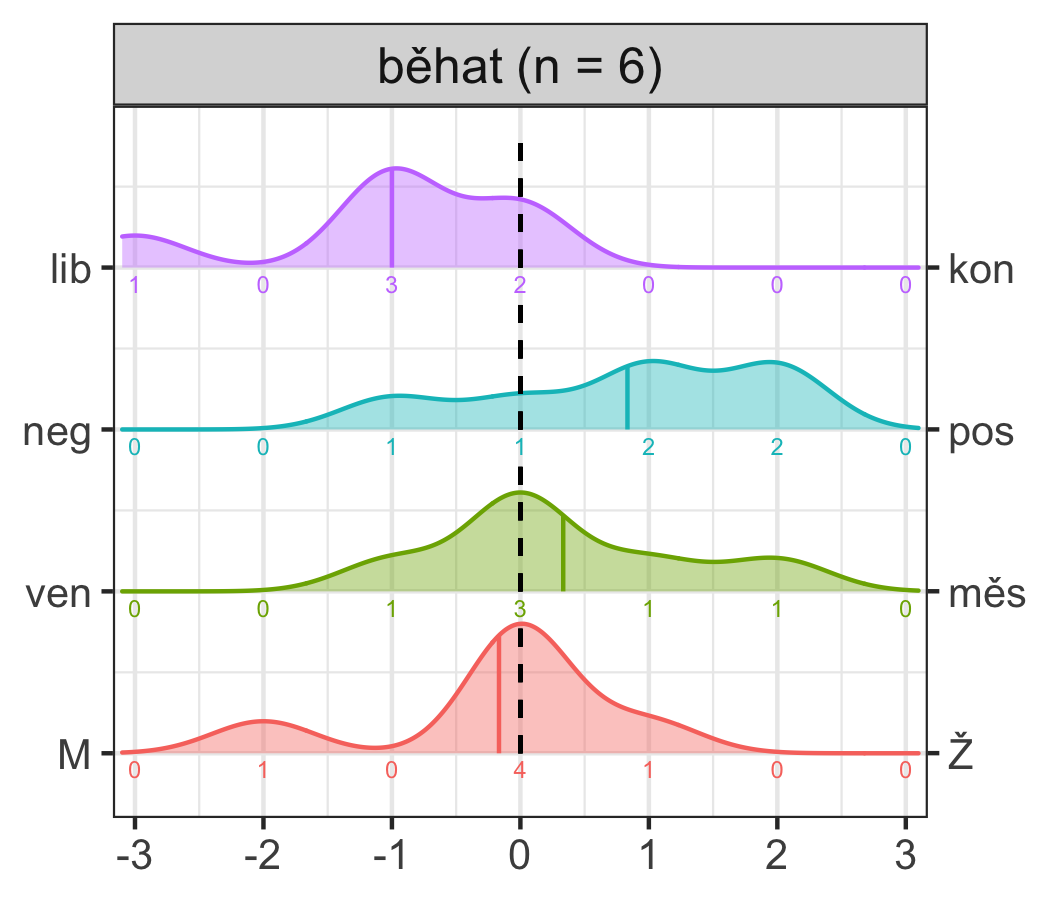 běhat (n = 6)
lib kon
1 0 3 2 0 0 0
neg pos
0 0 1 1 2 2 0
ven měs
0 0 1 3 1 1 0
M Ž
0 1 0 4 1 0 0
-3 -2 -1 0 1 2 3